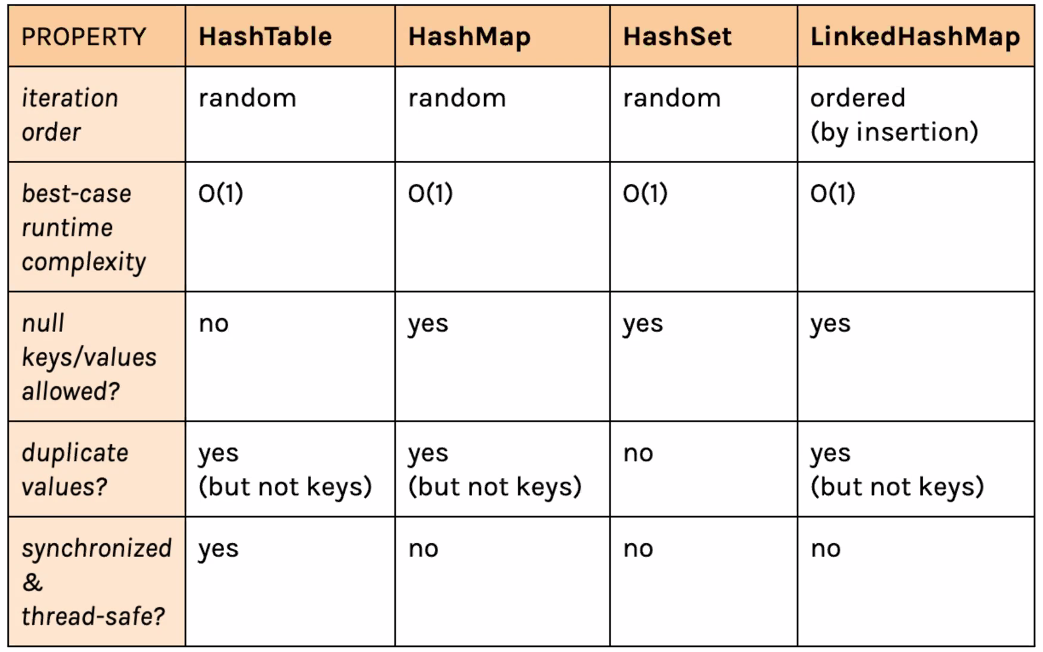 PROPERTY HashTable HashMap HashSet LinkedHashMap
iteration random random random ordered
order (by insertion)
best-case O(1) O(1) O(1) O(1)
runtime
complexity
null no yes yes yes
keys/values
allowed?
duplicate yes yes no yes
values? (but not keys) (but not keys) (but not keys)
synchronized yes no no no
&
thread-safe?